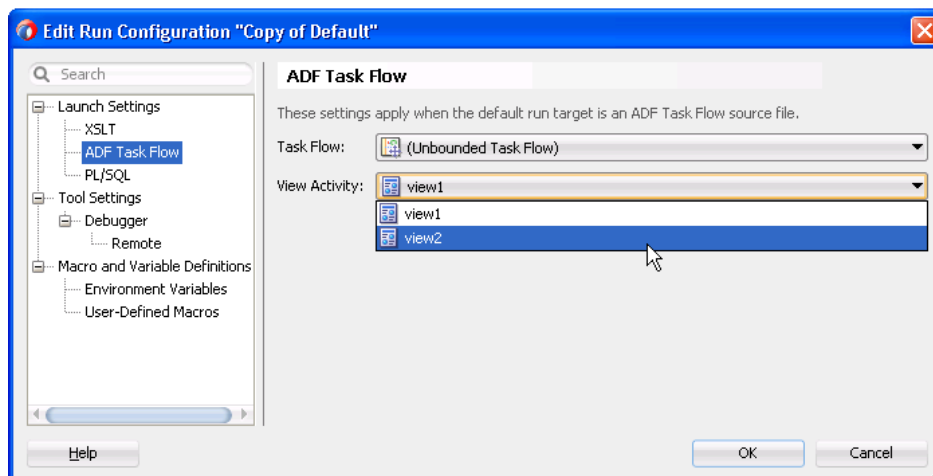 Edit Run Configuration "Copy of Default"
Search
Launch Settings
XSLT
ADF Task Flow
PL/SQL
Tool Settings
Debugger
Remote
Macro and Variable Definitions
Environment Variables
User-Defined Macros
ADF Task Flow
These settings apply when the default run target is an ADF Task Flow source file.
Task Flow: (Unbounded Task Flow)
View Activity: view1
view1
view2
Help
OK
Cancel